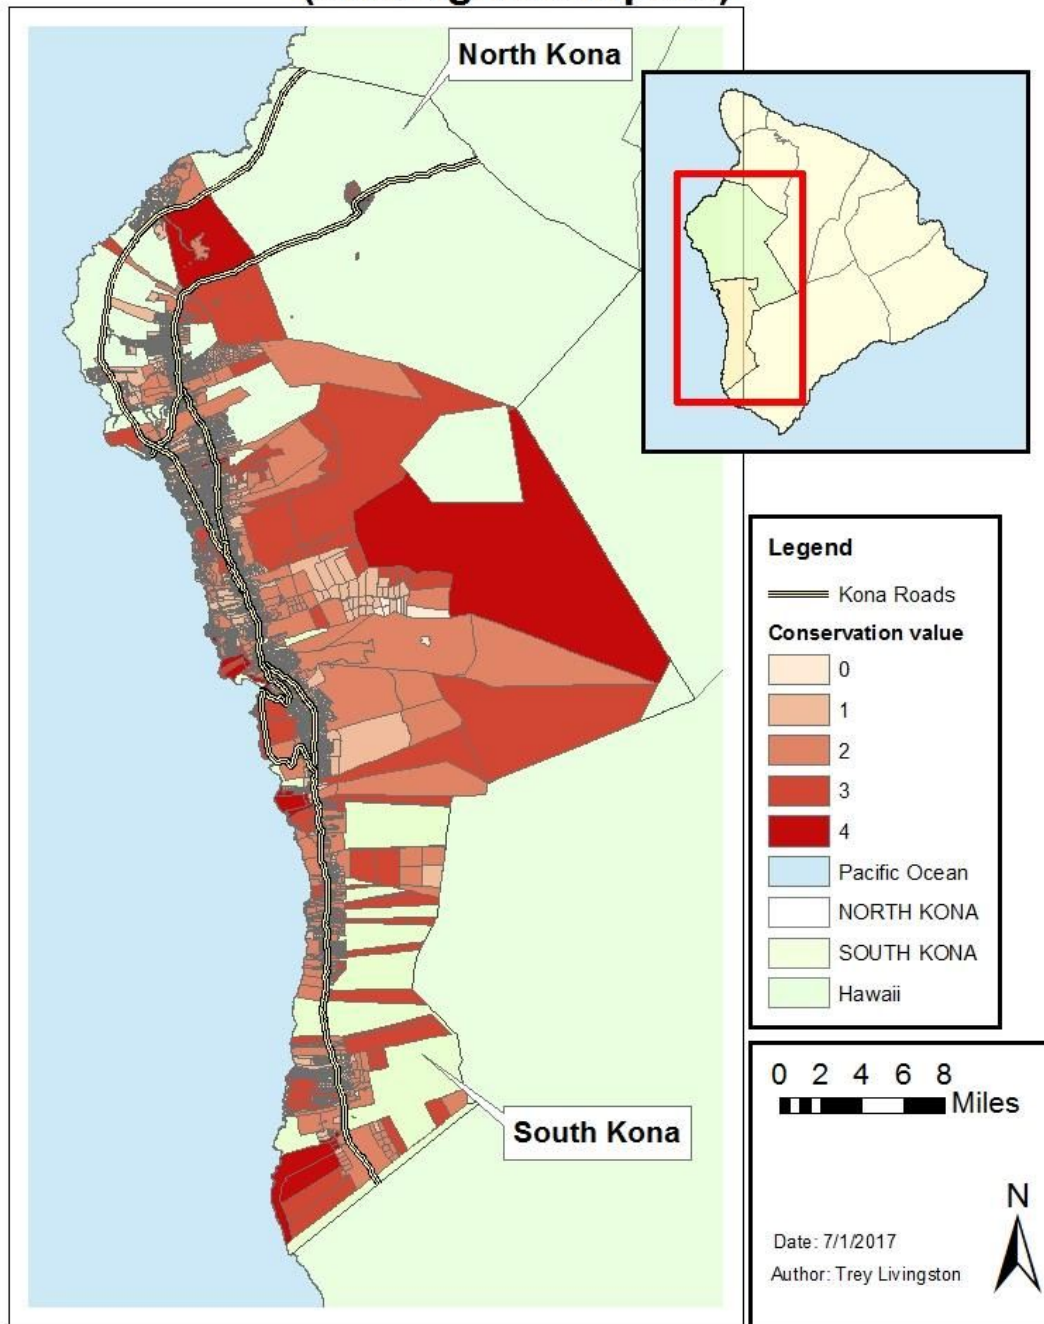 North Kona
South Kona
Legend
Kona Roads
Conservation value
0
1
2
3
4
Pacific Ocean
NORTH KONA
SOUTH KONA
Hawaii
0 2 4 6 8
Miles
N
Date: 7/1/2017
Author: Trey Livingston